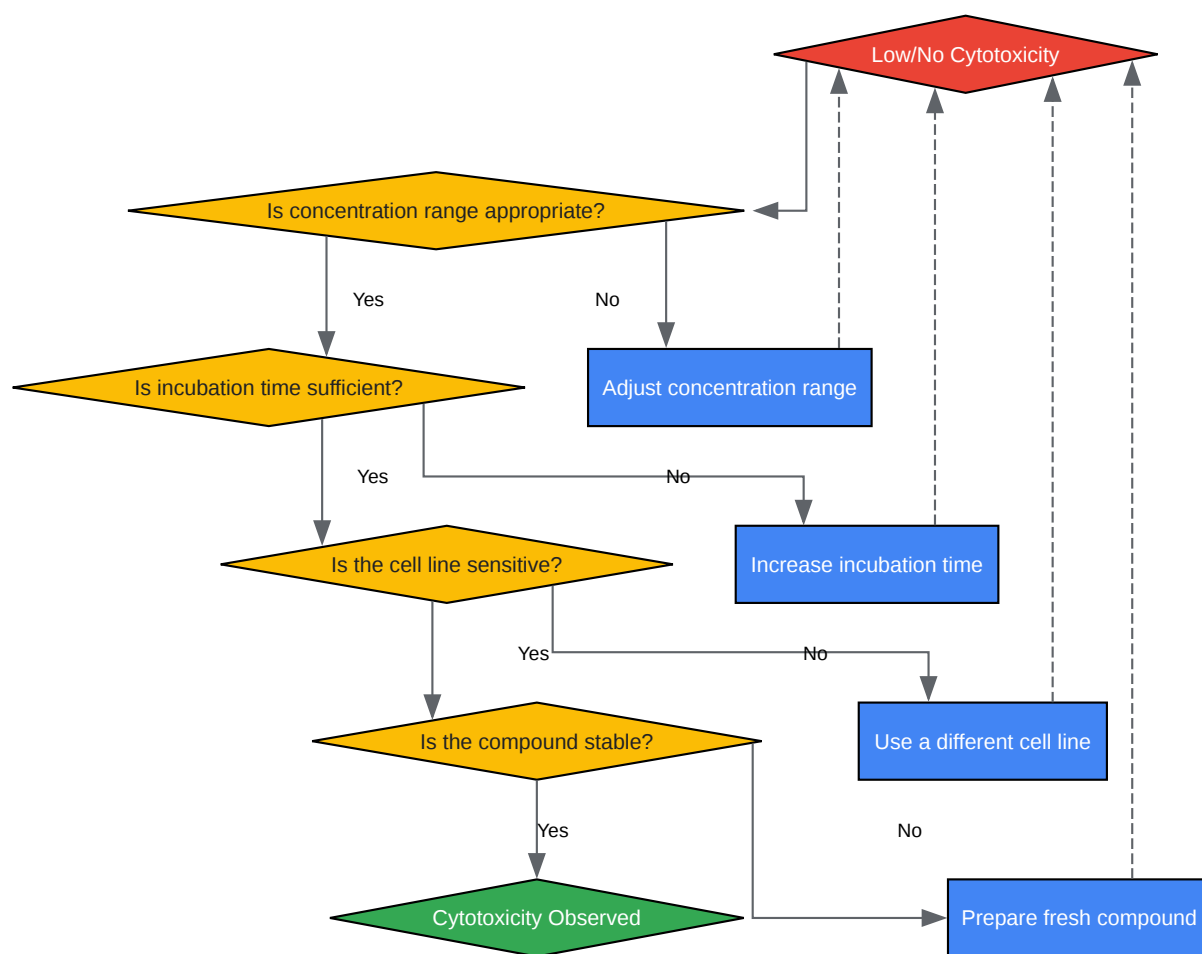 Low/No Cytotoxicity
Is concentration range appropriate?
Yes
No
Is incubation time sufficient?
Adjust concentration range
Yes
No
Is the cell line sensitive?
Increase incubation time
Yes
No
Is the compound stable?
Use a different cell line
Yes
No
Cytotoxicity Observed
Prepare fresh compound